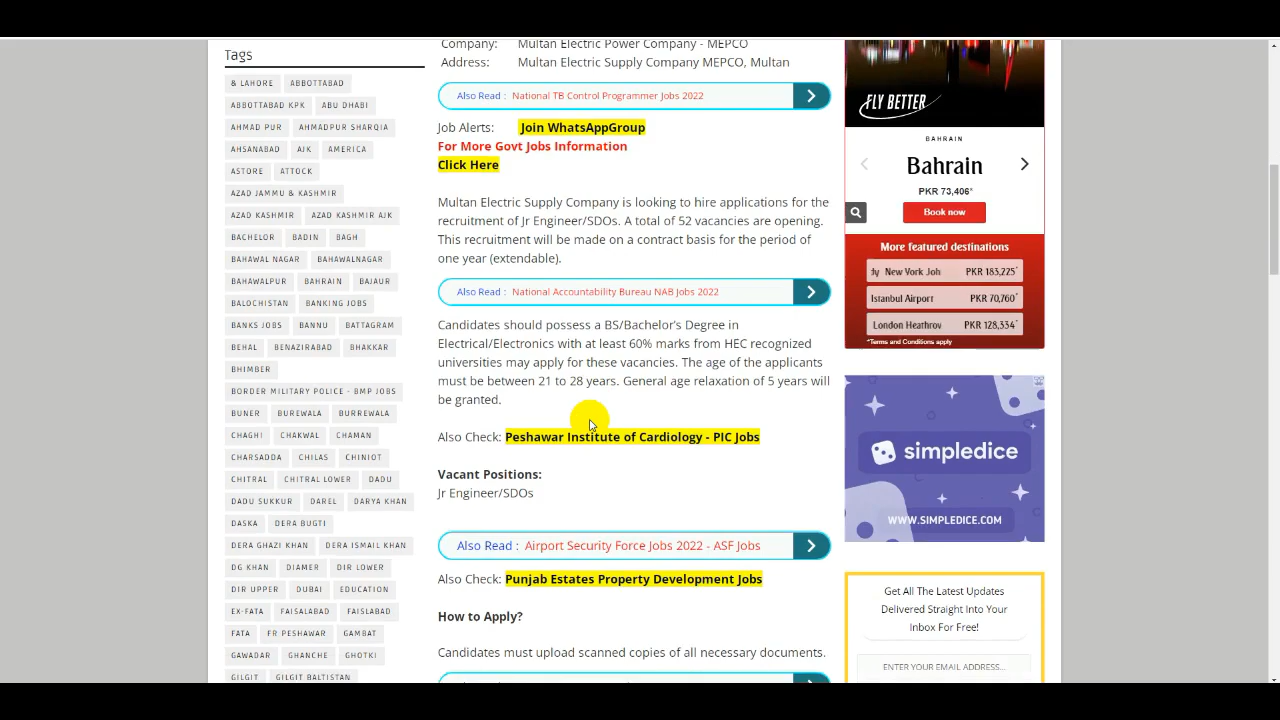 Tags
& LAHORE ABBOTTABAD
ABBOTTABAD KPK ABU DHABI
AHMAD PUR AHMADPUR SHARQIA
AHSANABAD AJK AMERICA
ASTORE ATTOCK
AZAD JAMMU & KASHMIR
AZAD KASHMIR AZAD KASHMIR AJK
BACHELOR BADIN BAGH
BAHAWAL NAGAR BAHAWALNAGAR
BAHAWALPUR BAHRAIN BAJAUR
BALOCHISTAN BANKING JOBS
BANKS JOBS BANNU BATTAGRAM
BEHAL BENAZIRABAD BHAKKAR
BHIMBER
BORDER MILITARY POLICE - BMP JOBS
BUNER BUREWALA BURREWALA
CHAGHI CHAKWAL CHAMAN
CHARSADDA CHILAS CHINIOT
CHITRAL CHITRAL LOWER DADU
DADU SUKKUR DAREL DARYA KHAN
DASKA DERA BUGTI
DERA GHAZI KHAN DERA ISMAIL KHAN
DG KHAN DIAMER DIR LOWER
DIR UPPER DUBAI EDUCATION
EX-FATA FAISALABAD FAISLABAD
FATA FR PESHAWAR GAMBAT
GAWADAR GHANCHE GHOTKI
GILGIT GILGIT BALTISTAN
Company: Multan Electric Power Company - MEPCO
Address: Multan Electric Supply Company MEPCO, Multan
Also Read : National TB Control Programmer Jobs 2022
Job Alerts: Join WhatsAppGroup
For More Govt Jobs Information
Click Here
Multan Electric Supply Company is looking to hire applications for the
recruitment of Jr Engineer/SDOs. A total of 52 vacancies are opening.
This recruitment will be made on a contract basis for the period of
one year (extendable).
Also Read : National Accountability Bureau NAB Jobs 2022
Candidates should possess a BS/Bachelor's Degree in
Electrical/Electronics with at least 60% marks from HEC recognized
universities may apply for these vacancies. The age of the applicants
must be between 21 to 28 years. General age relaxation of 5 years will
be granted.
Also Check: Peshawar Institute of Cardiology - PIC Jobs
Vacant Positions:
Jr Engineer/SDOs
Also Read : Airport Security Force Jobs 2022 - ASF Jobs
Also Check: Punjab Estates Property Development Jobs
How to Apply?
Candidates must upload scanned copies of all necessary documents.
FLY BETTER
BAHRAIN
Bahrain
PKR 73,406*
Book now
More featured destinations
dy New York Joh PKR 183,225*
Istanbul Airport PKR 70,760*
London Heathrow PKR 128,334*
*Terms and Conditions apply
simpledice
WWW.SIMPLEDICE.COM
Get All The Latest Updates
Delivered Straight Into Your
Inbox For Free!
ENTER YOUR EMAIL ADDRESS...